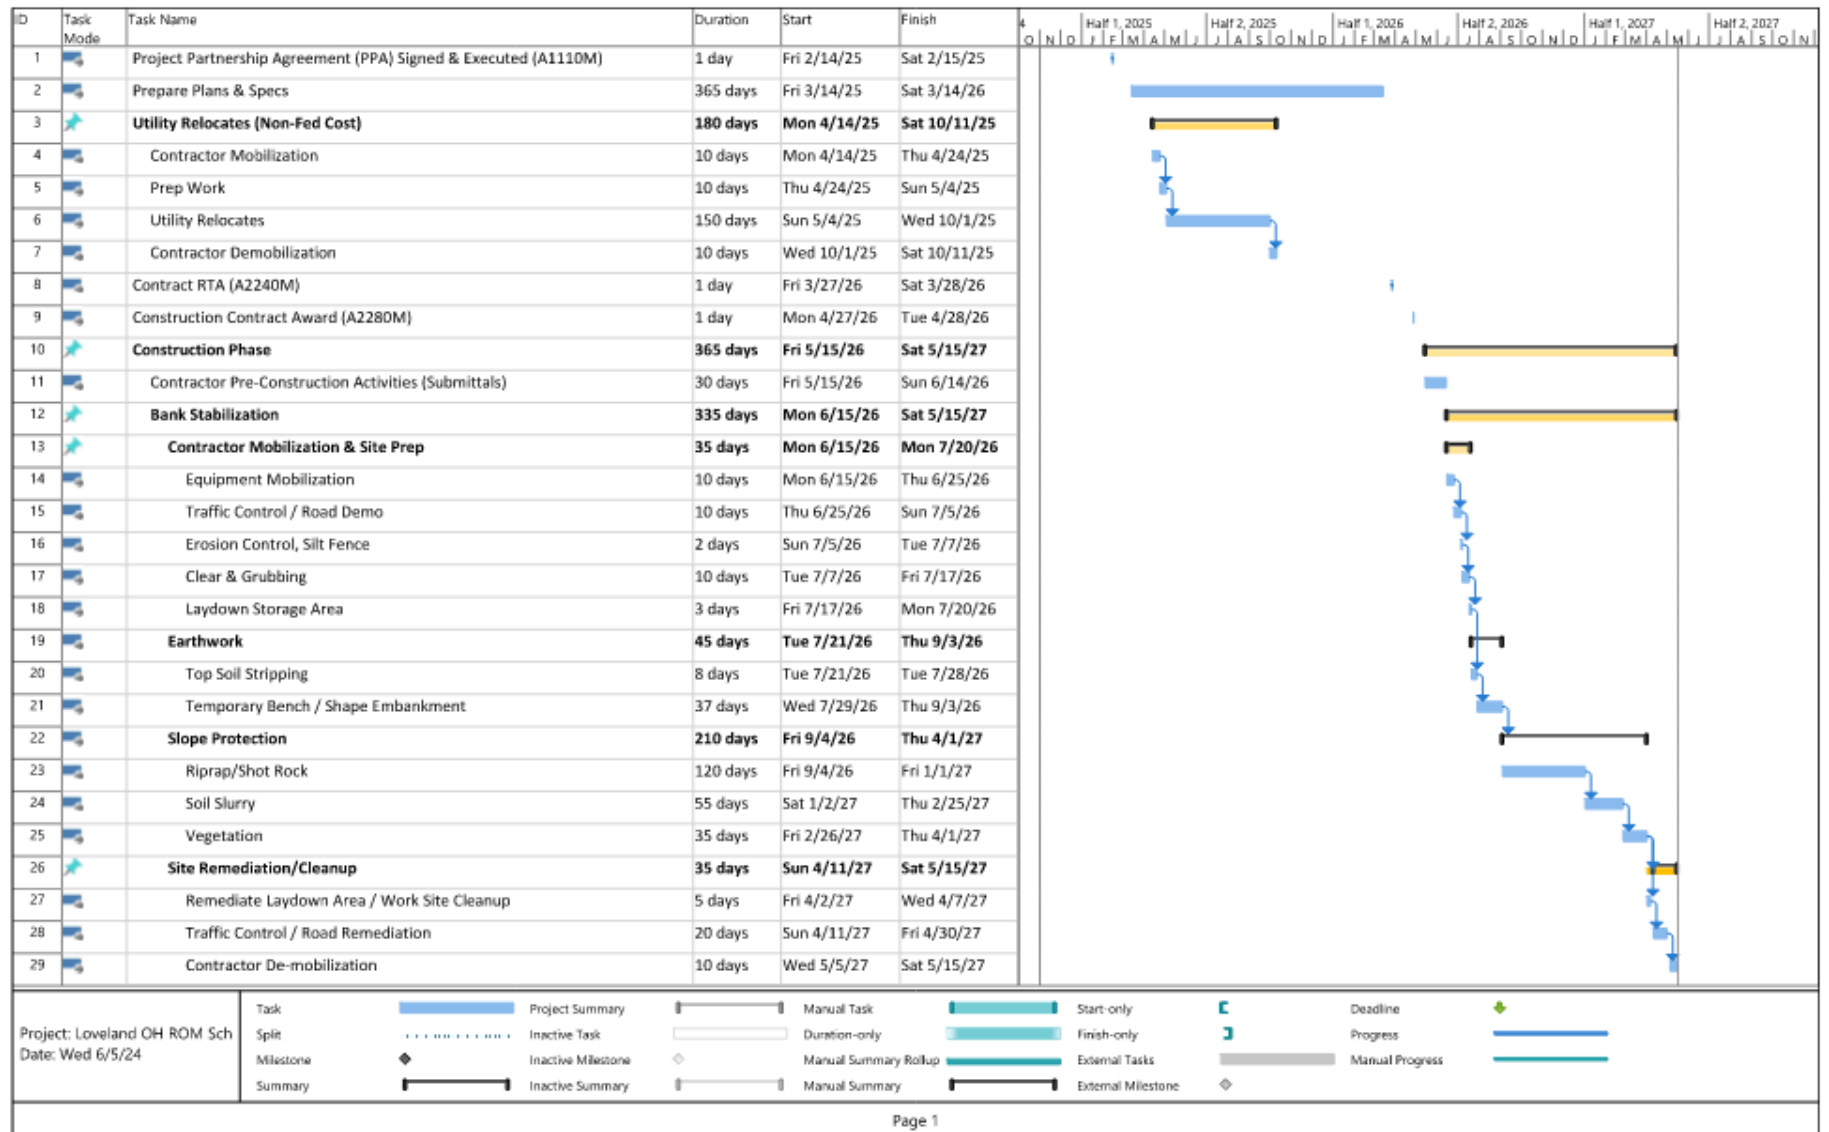 ID Task Mode Task Name Duration Start Finish 4 Half 1, 2025 Half 2, 2025 Half 1, 2026 Half 2, 2026 Half 1, 2027 Half 2, 2027
O N D J F M A M J J A S O N D J F M A M J J A S O N D J F M A M J J A S O N
1 Project Partnership Agreement (PPA) Signed & Executed (A1110M) 1 day Fri 2/14/25 Sat 2/15/25
2 Prepare Plans & Specs 365 days Fri 3/14/25 Sat 3/14/26
3 Utility Relocates (Non-Fed Cost) 180 days Mon 4/14/25 Sat 10/11/25
4 Contractor Mobilization 10 days Mon 4/14/25 Thu 4/24/25
5 Prep Work 10 days Thu 4/24/25 Sun 5/4/25
6 Utility Relocates 150 days Sun 5/4/25 Wed 10/1/25
7 Contractor Demobilization 10 days Wed 10/1/25 Sat 10/11/25
8 Contract RTA (A2240M) 1 day Fri 3/27/26 Sat 3/28/26
9 Construction Contract Award (A2280M) 1 day Mon 4/27/26 Tue 4/28/26
10 Construction Phase 365 days Fri 5/15/26 Sat 5/15/27
11 Contractor Pre-Construction Activities (Submittals) 30 days Fri 5/15/26 Sun 6/14/26
12 Bank Stabilization 335 days Mon 6/15/26 Sat 5/15/27
13 Contractor Mobilization & Site Prep 35 days Mon 6/15/26 Mon 7/20/26
14 Equipment Mobilization 10 days Mon 6/15/26 Thu 6/25/26
15 Traffic Control / Road Demo 10 days Thu 6/25/26 Sun 7/5/26
16 Erosion Control, Silt Fence 2 days Sun 7/5/26 Tue 7/7/26
17 Clear & Grubbing 10 days Tue 7/7/26 Fri 7/17/26
18 Laydown Storage Area 3 days Fri 7/17/26 Mon 7/20/26
19 Earthwork 45 days Tue 7/21/26 Thu 9/3/26
20 Top Soil Stripping 8 days Tue 7/21/26 Tue 7/28/26
21 Temporary Bench / Shape Embankment 37 days Wed 7/29/26 Thu 9/3/26
22 Slope Protection 210 days Fri 9/4/26 Thu 4/1/27
23 Riprap/Shot Rock 120 days Fri 9/4/26 Fri 1/1/27
24 Soil Slurry 55 days Sat 1/2/27 Thu 2/25/27
25 Vegetation 35 days Fri 2/26/27 Thu 4/1/27
26 Site Remediation/Cleanup 35 days Sun 4/11/27 Sat 5/15/27
27 Remediate Laydown Area / Work Site Cleanup 5 days Fri 4/2/27 Wed 4/7/27
28 Traffic Control / Road Remediation 20 days Sun 4/11/27 Fri 4/30/27
29 Contractor De-mobilization 10 days Wed 5/5/27 Sat 5/15/27
Project: Loveland OH ROM Sch
Date: Wed 6/5/24
Task Project Summary Manual Task Start-only Deadline
Split Inactive Task Duration-only Finish-only Progress
Milestone Inactive Milestone Manual Summary Rollup External Tasks Manual Progress
Summary Inactive Summary Manual Summary External Milestone
Page 1